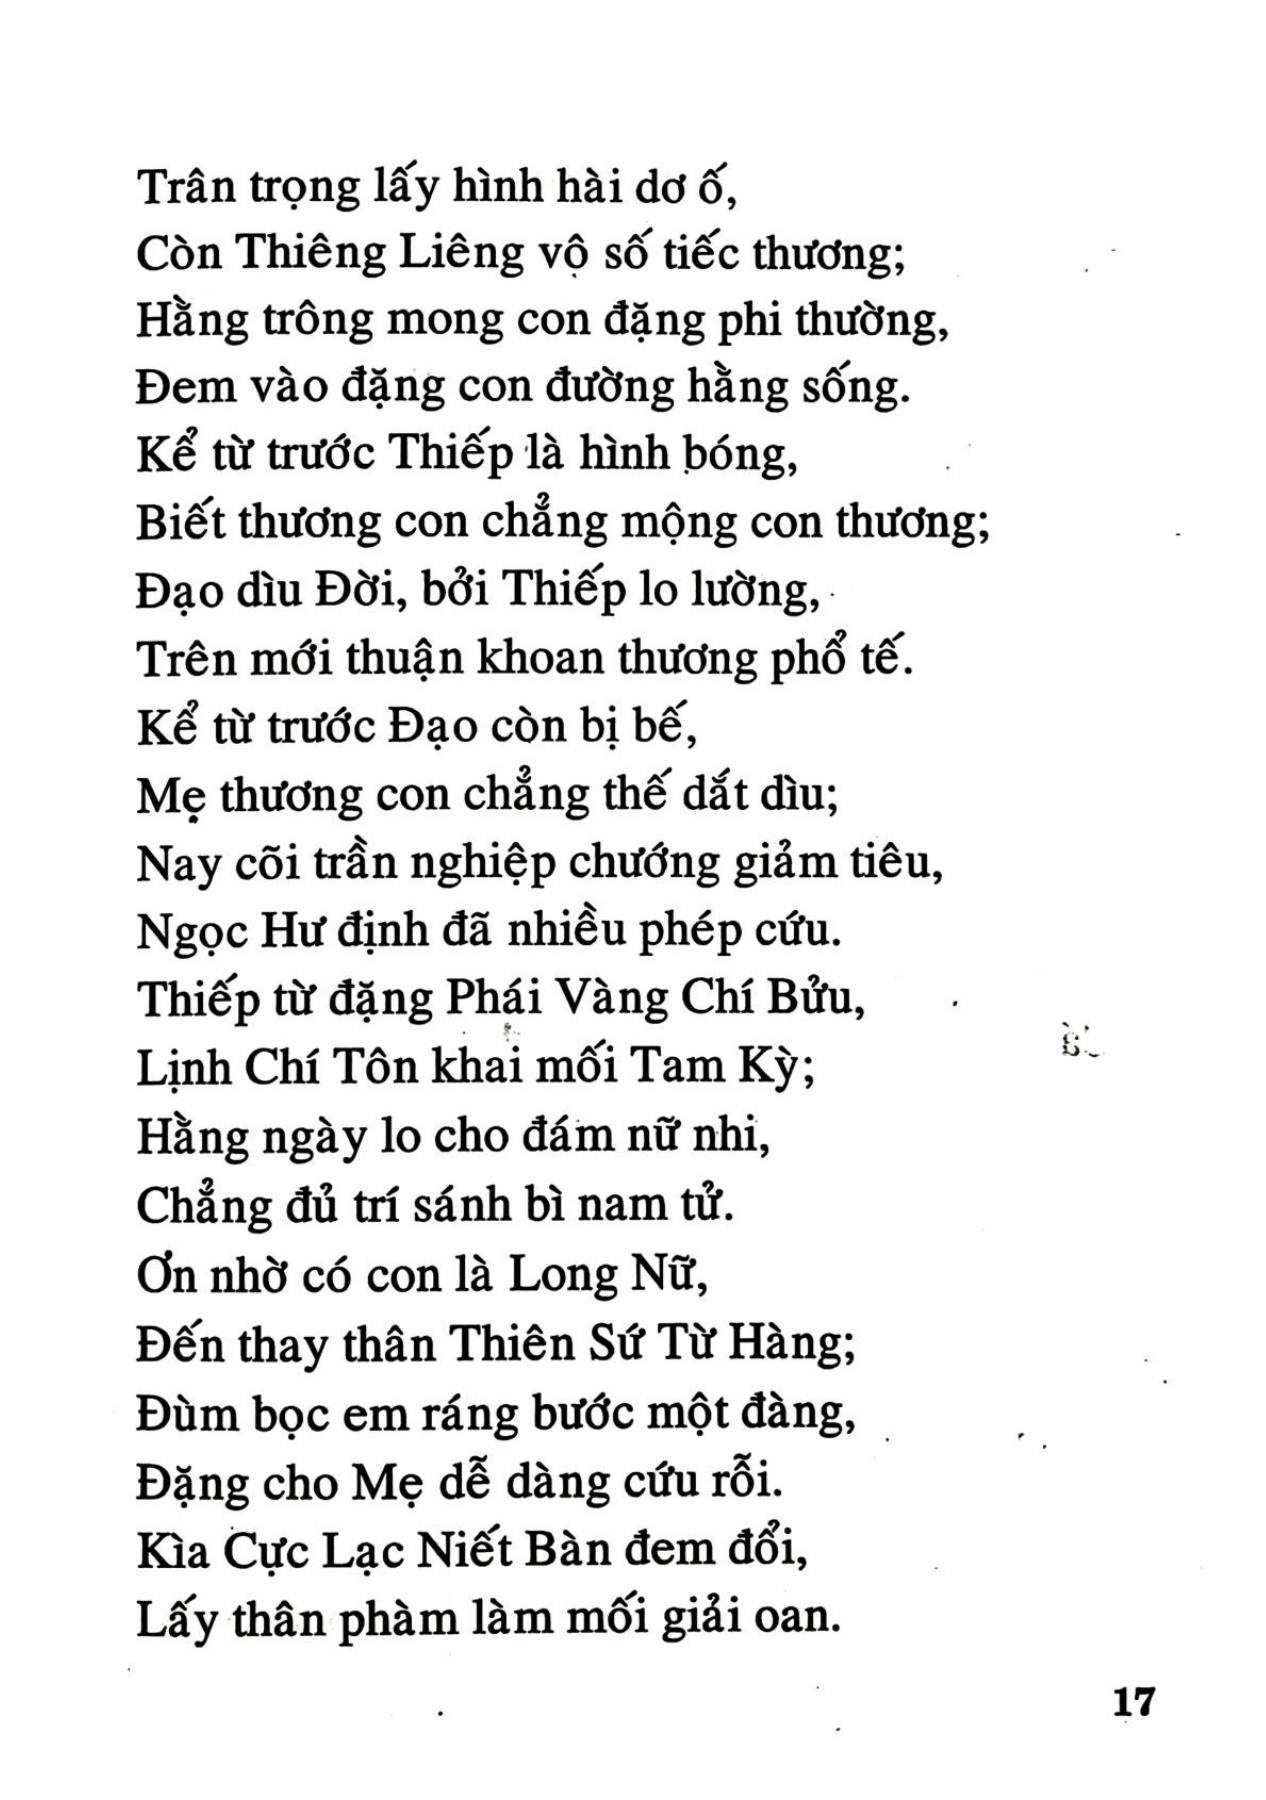 Trân trọng lấy hình hài dơ ố,
Còn Thiêng Liêng vô số tiếc thương;
Hằng trông mong con đặng phi thường,
Đem vào đặng con đường hằng sống.
Kể từ trước Thiếp là hình bóng,
Biết thương con chẳng mộng con thương;
Đạo dìu Đời, bởi Thiếp lo lường,
Trên mới thuận khoan thương phổ tế.
Kể từ trước Đạo còn bị bế,
Mẹ thương con chẳng thế dắt dìu;
Nay cõi trần nghiệp chướng giảm tiêu,
Ngọc Hư định đã nhiều phép cứu.
Thiếp từ đặng Phái Vàng Chí Bửu,
Lịnh Chí Tôn khai mối Tam Kỳ;
Hằng ngày lo cho đám nữ nhi,
Chẳng đủ trí sánh bì nam tử.
Ơn nhờ có con là Long Nữ,
Đến thay thân Thiên Sứ Từ Hàng;
Đùm bọc em ráng bước một đàng,
Đặng cho Mẹ dễ dàng cứu rỗi.
Kìa Cực Lạc Niết Bàn đem đổi,
Lấy thân phàm làm mối giải oan.
17